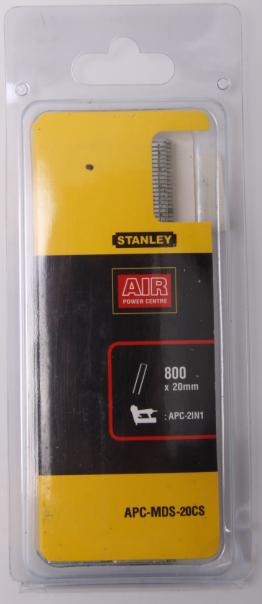 STANLEY
AIR
POWER CENTRE
800
x 20mm
: APC-2IN1
APC-MDS-20CS